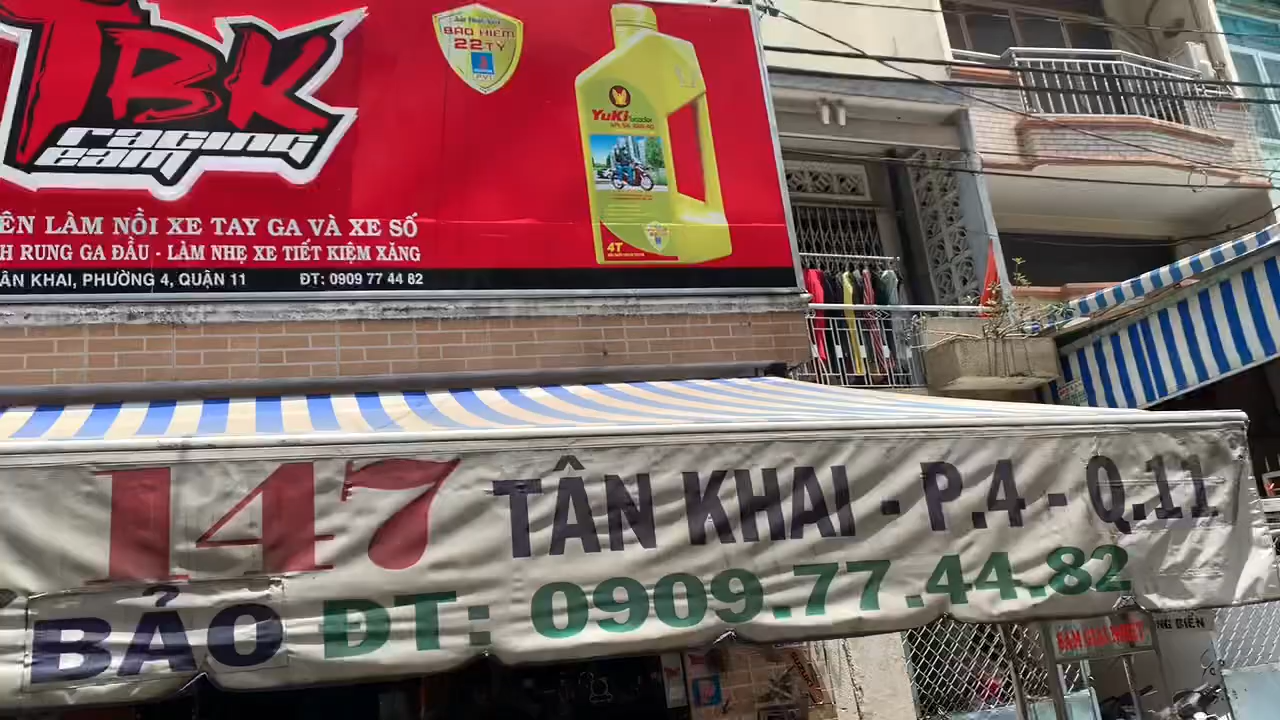 TBK
racing
team
BẢO HIỂM
22 TỶ
PVI
YuKi
4T
ÊN LÀM NỒI XE TAY GA VÀ XE SỐ
H RUNG GA ĐẦU - LÀM NHẸ XE TIẾT KIỆM XĂNG
ÂN KHAI, PHƯỜNG 4, QUẬN 11 ĐT: 0909 77 44 82
147 TÂN KHAI - P.4 - Q.11
BẢO ĐT: 0909.77.44.82